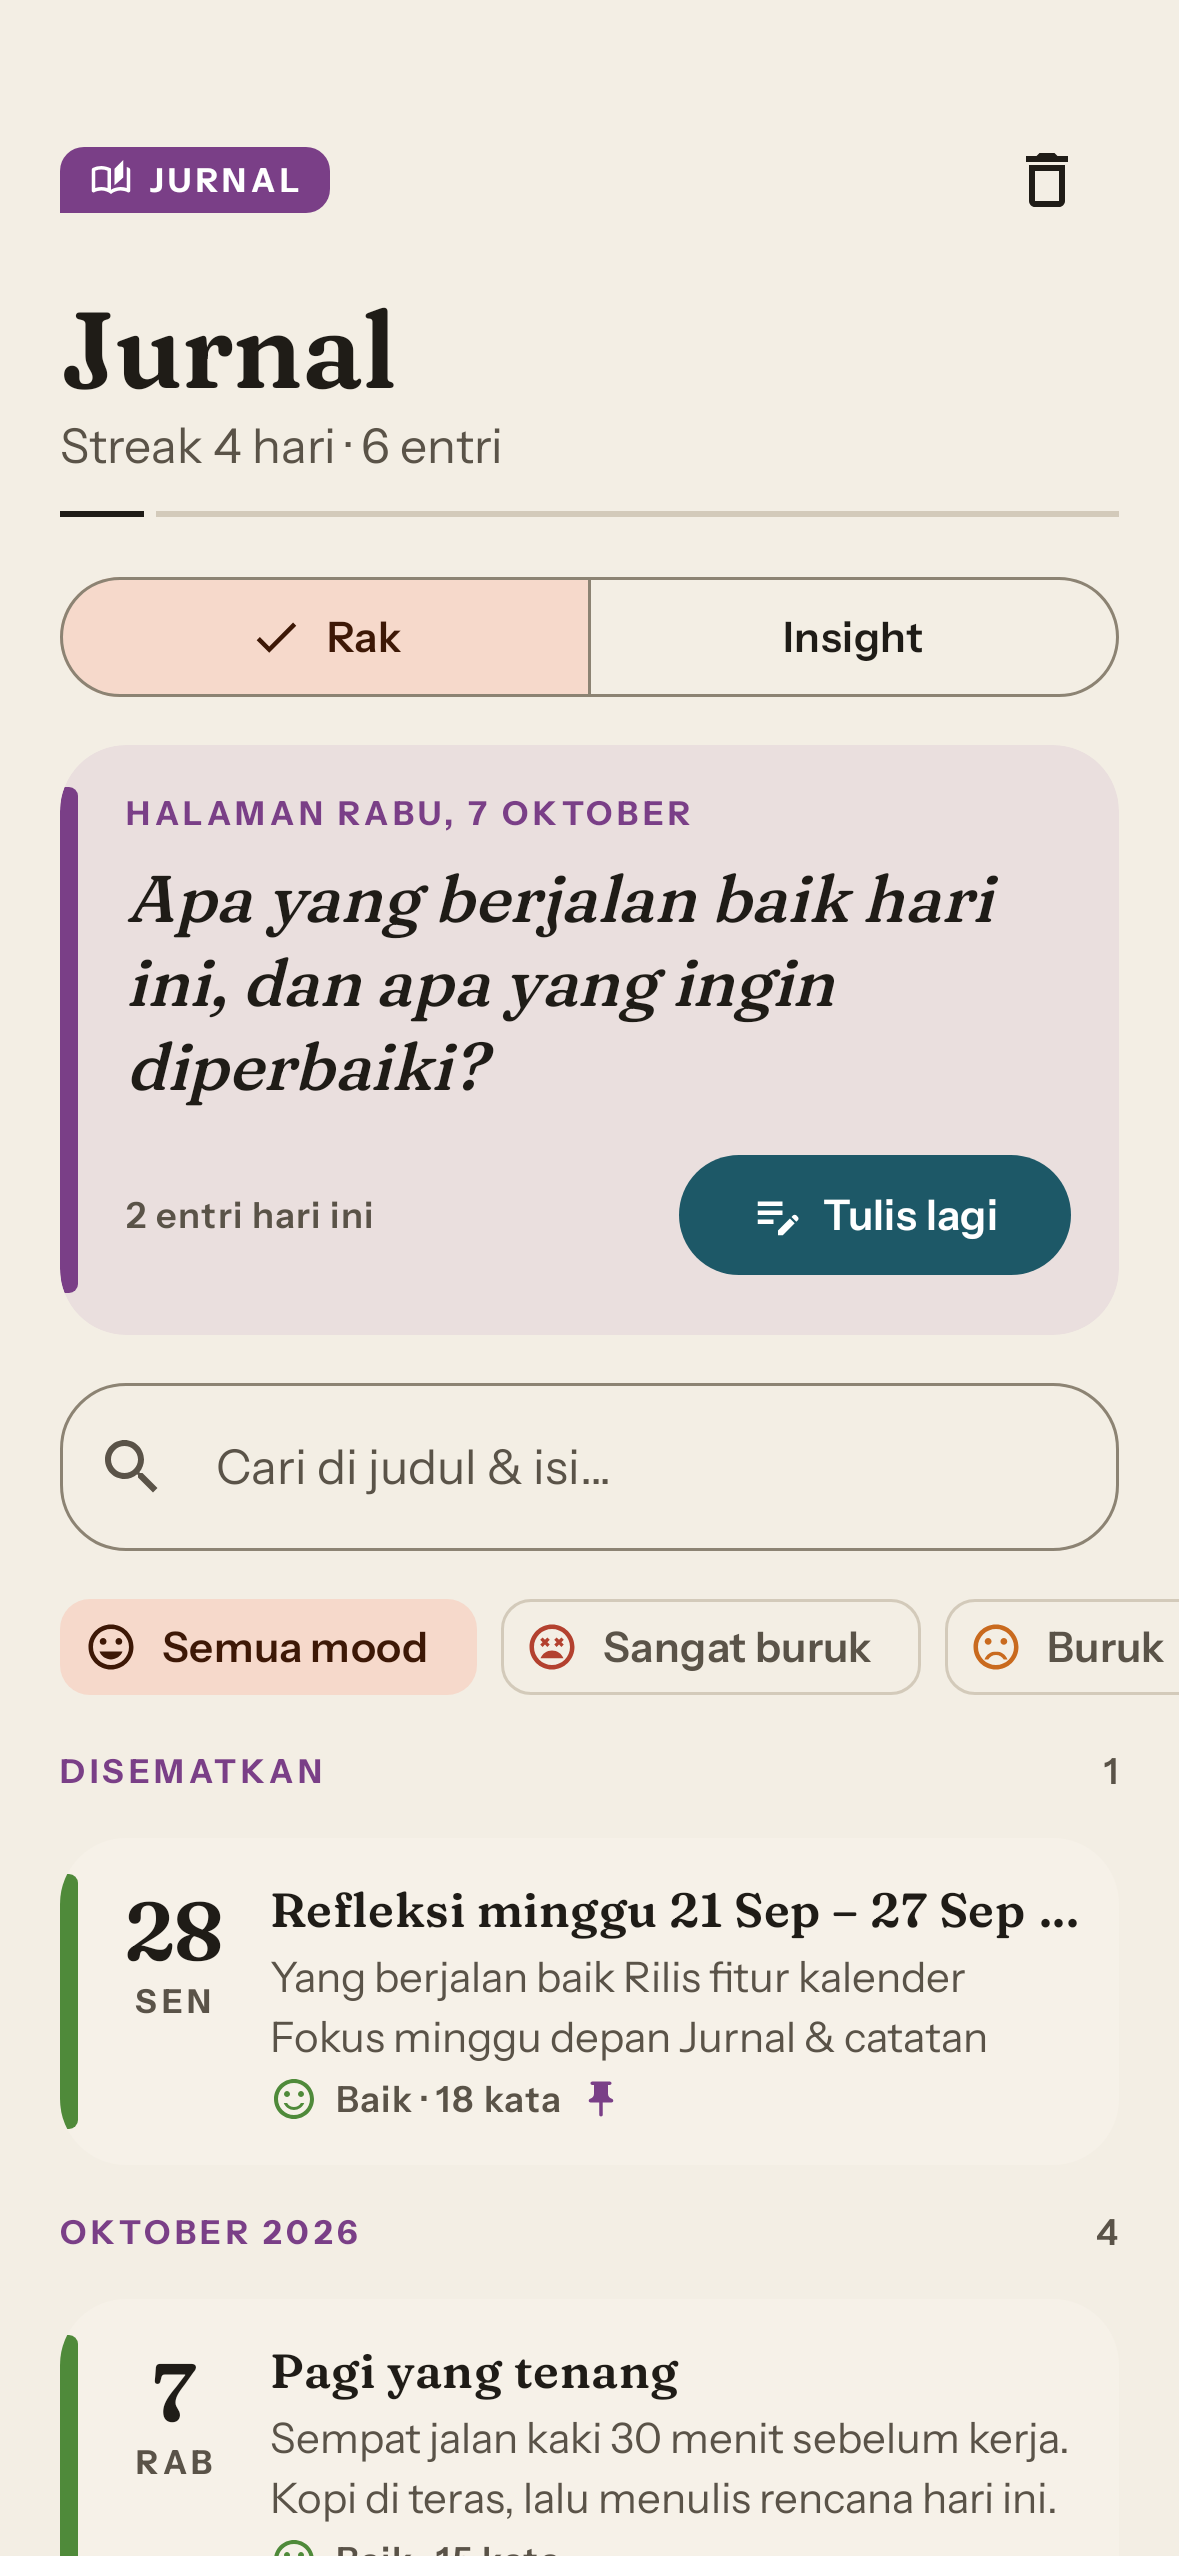 JURNAL
Jurnal
Streak 4 hari · 6 entri
Rak
Insight
HALAMAN RABU, 7 OKTOBER
Apa yang berjalan baik hari
ini, dan apa yang ingin
diperbaiki?
2 entri hari ini
Tulis lagi
Cari di judul & isi...
Semua mood
Sangat buruk
Buruk
DISEMATKAN
1
28
SEN
Refleksi minggu 21 Sep – 27 Sep ...
Yang berjalan baik Rilis fitur kalender
Fokus minggu depan Jurnal & catatan
Baik · 18 kata
OKTOBER 2026
4
7
RAB
Pagi yang tenang
Sempat jalan kaki 30 menit sebelum kerja.
Kopi di teras, lalu menulis rencana hari ini.
Baik · 15 kata